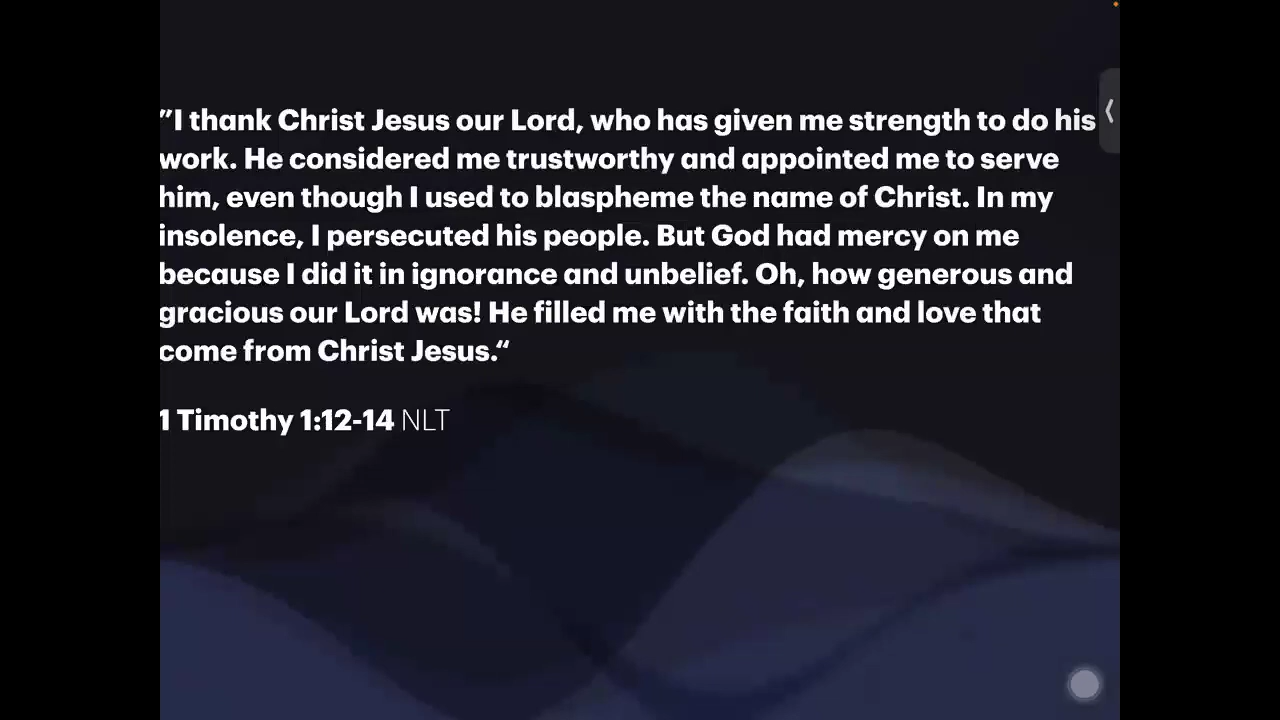 ”I thank Christ Jesus our Lord, who has given me strength to do his
work. He considered me trustworthy and appointed me to serve
him, even though I used to blaspheme the name of Christ. In my
insolence, I persecuted his people. But God had mercy on me
because I did it in ignorance and unbelief. Oh, how generous and
gracious our Lord was! He filled me with the faith and love that
come from Christ Jesus.“
1 Timothy 1:12-14 NLT